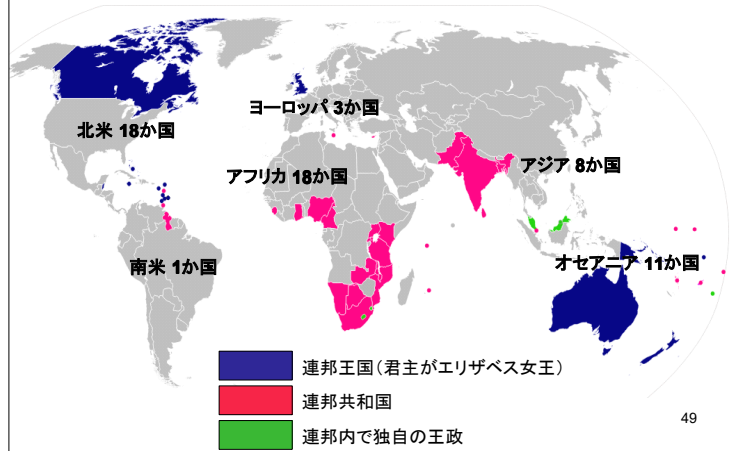 北米 18か国
ヨーロッパ 3か国
アフリカ 18か国
アジア 8か国
南米 1か国
オセアニア 11か国
連邦王国（君主がエリザベス女王）
連邦共和国
連邦内で独自の王政
49